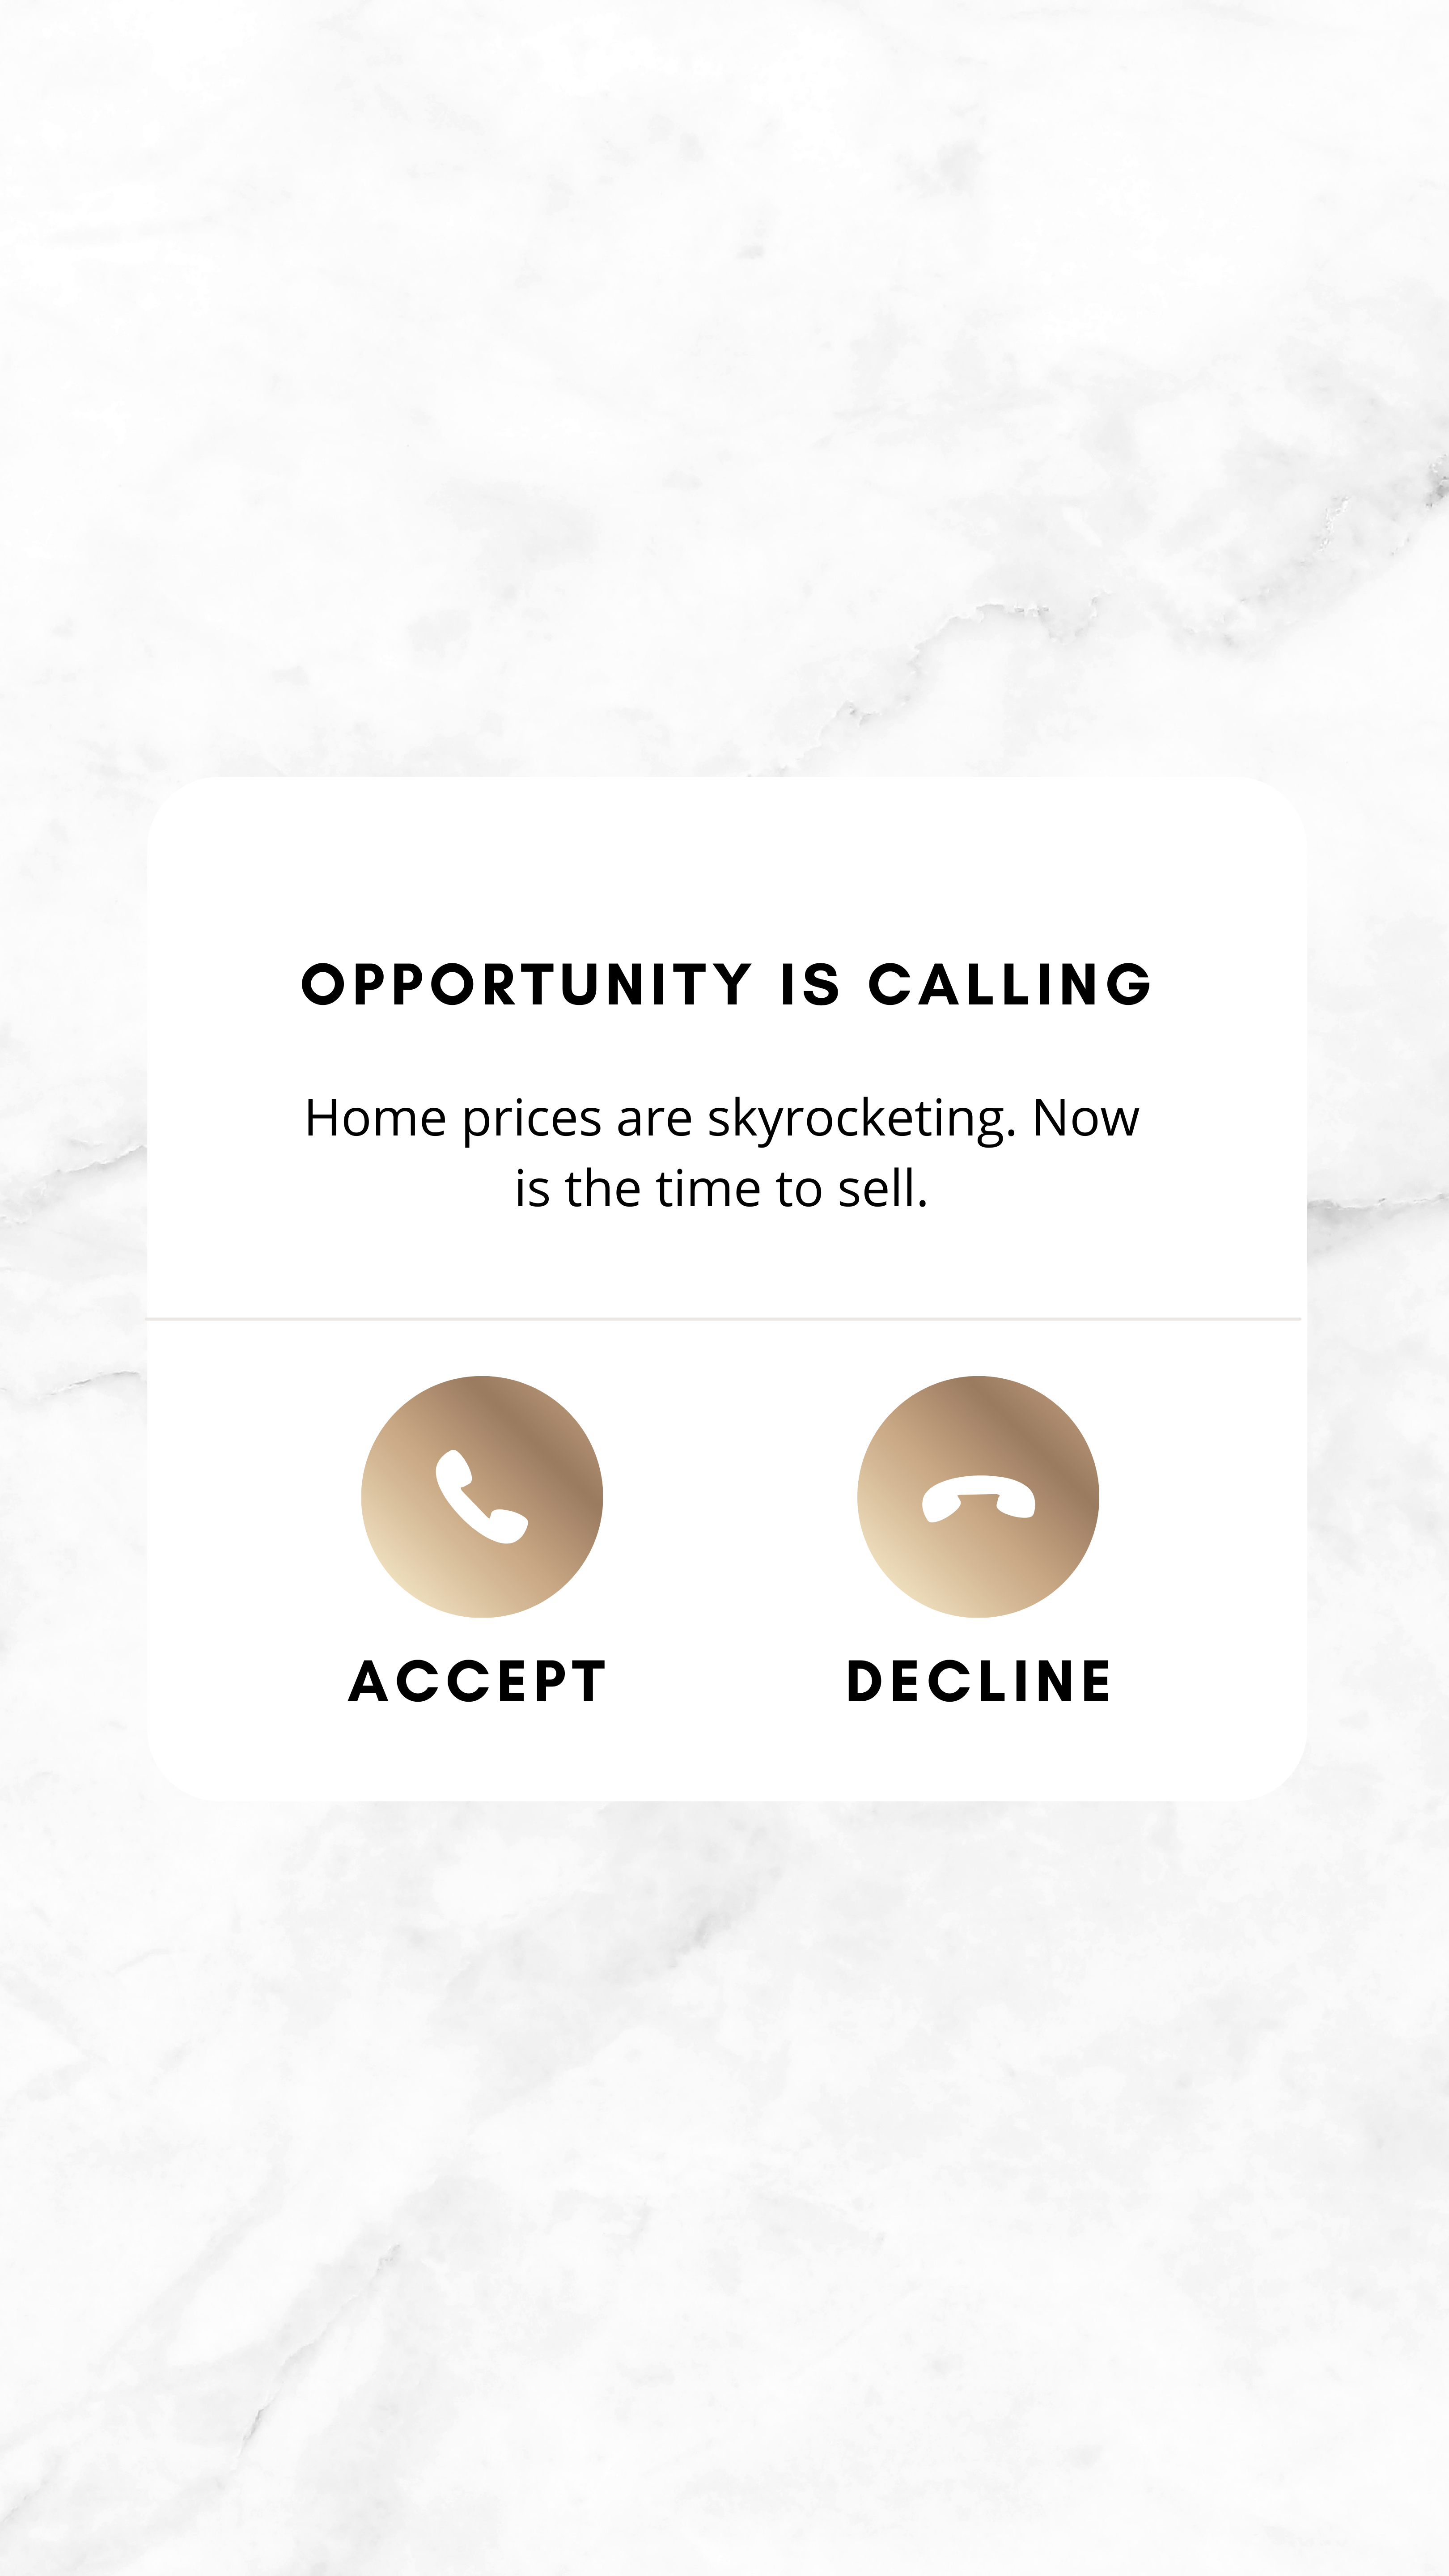 OPPORTUNITY IS CALLING
Home prices are skyrocketing. Now
is the time to sell.
ACCEPT
DECLINE